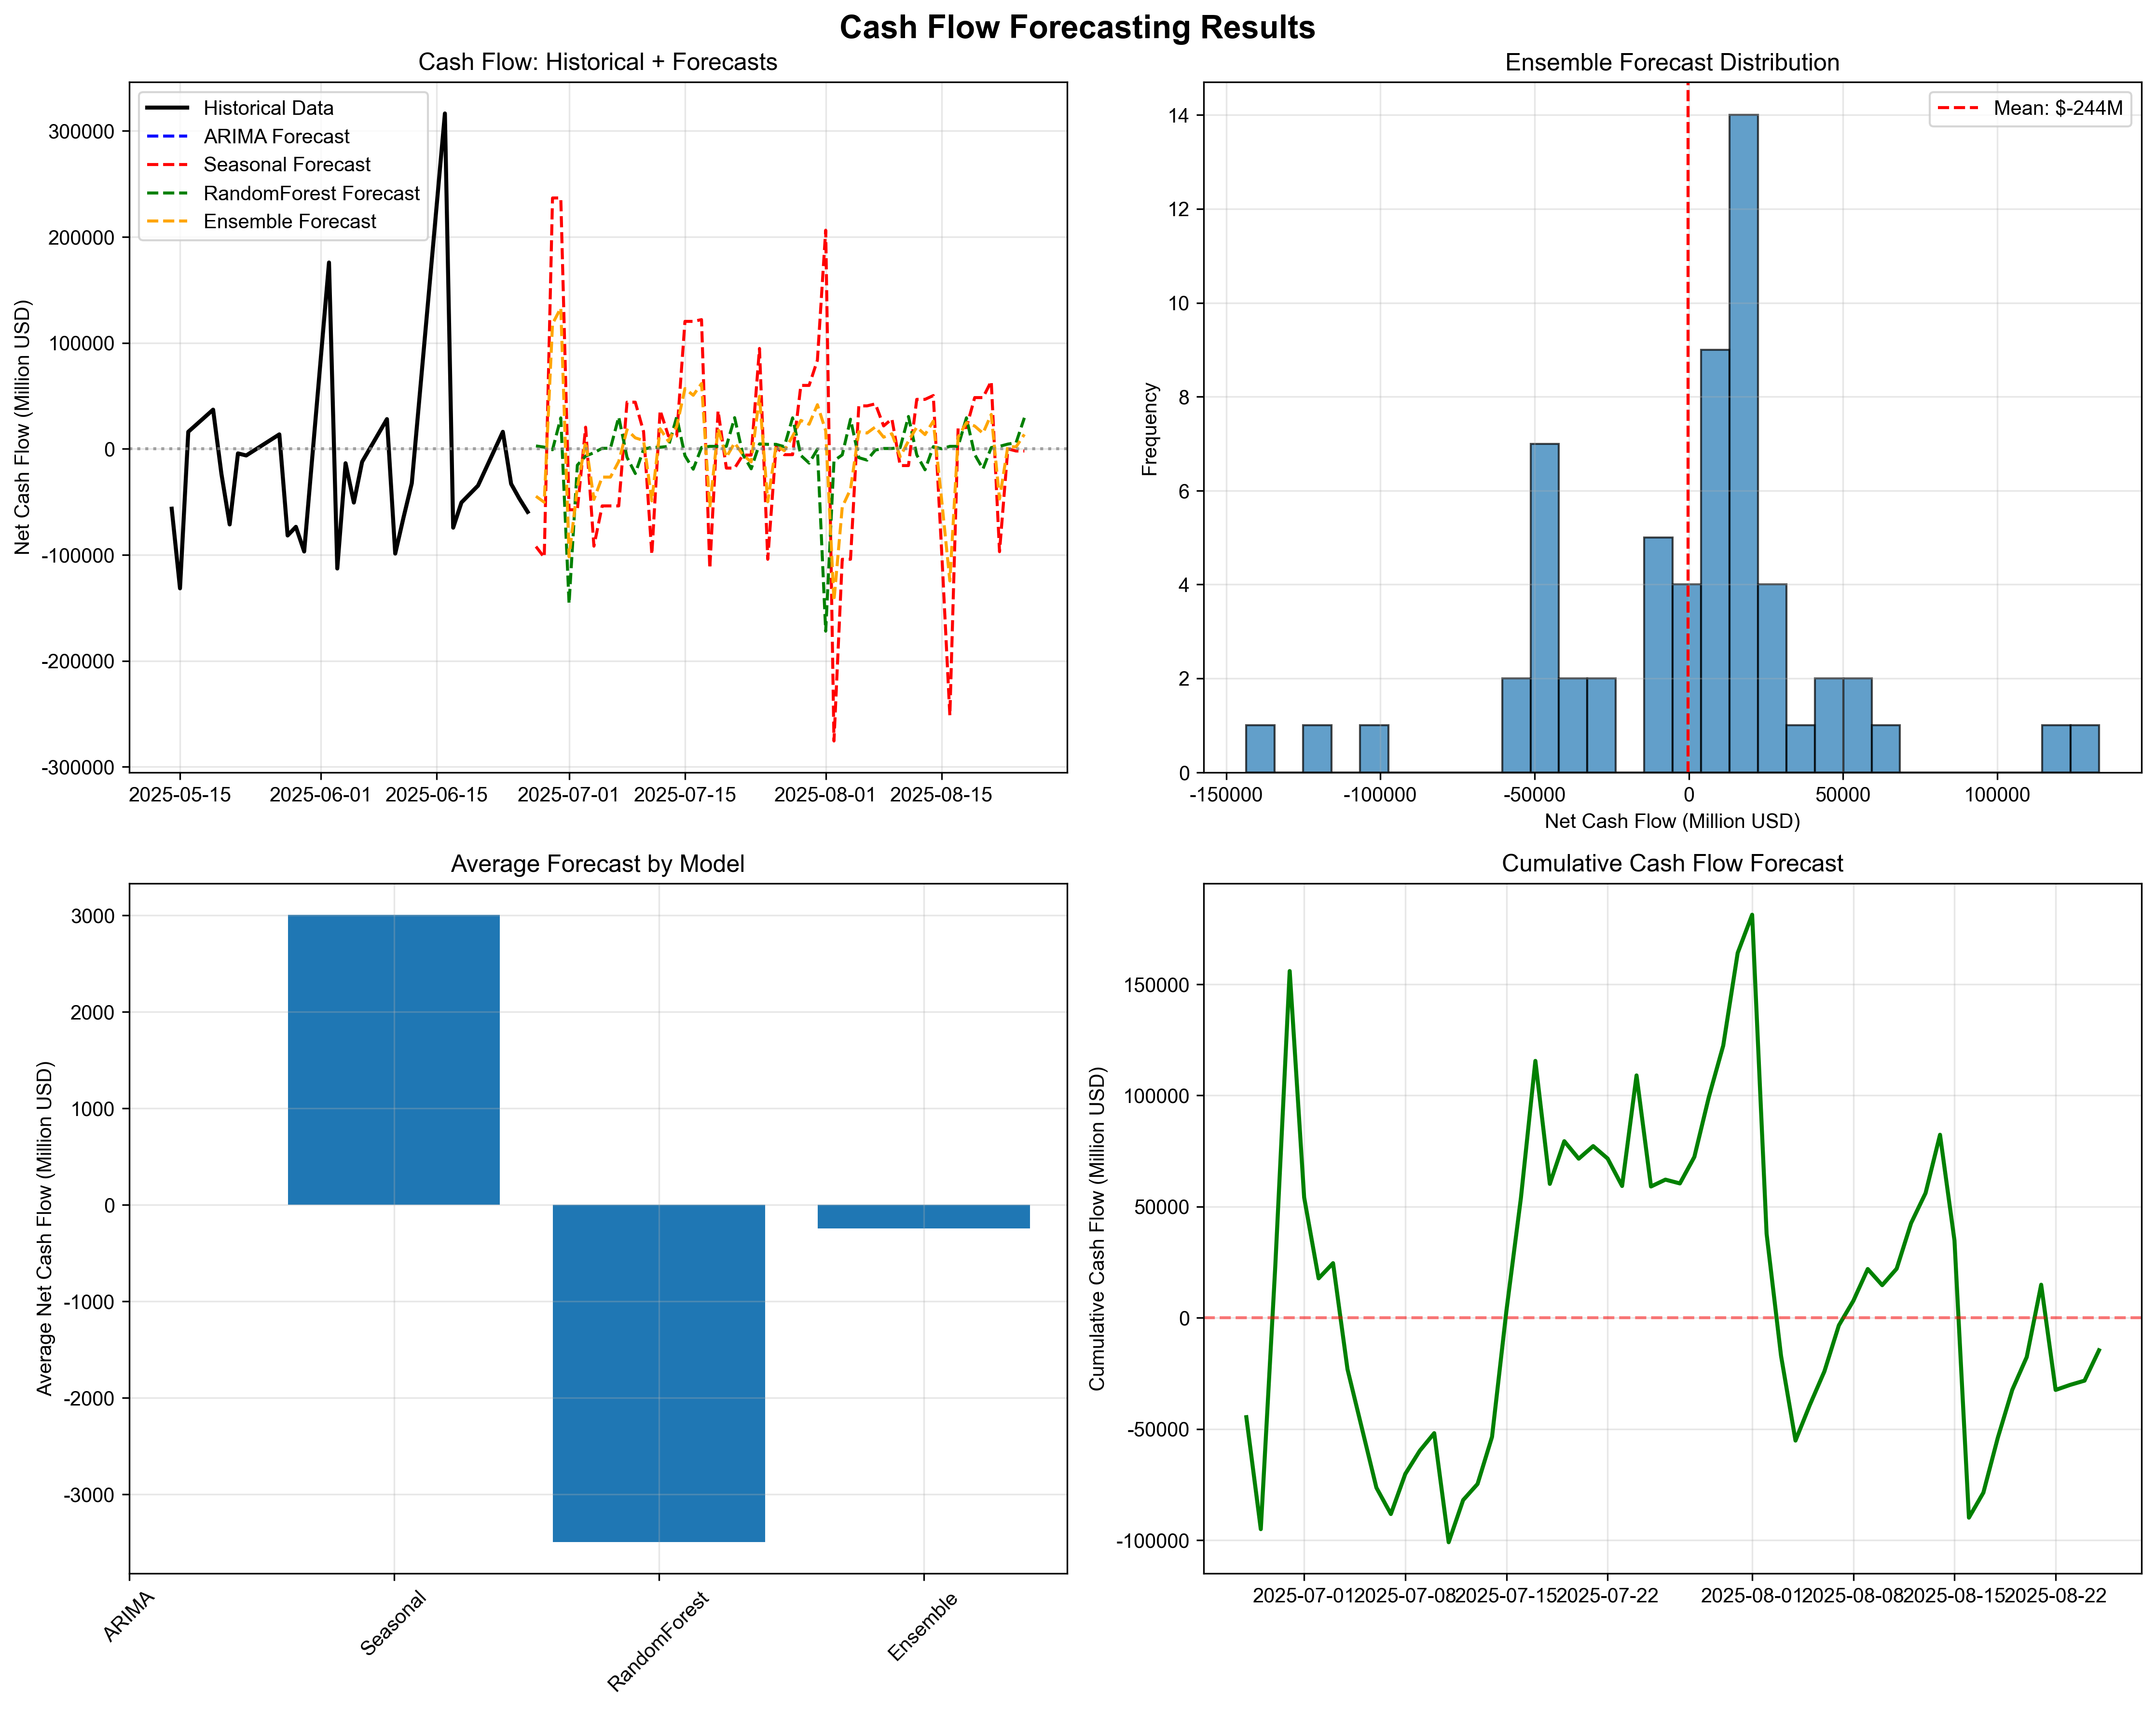 Cash Flow Forecasting Results
Cash Flow: Historical + Forecasts
Historical Data
ARIMA Forecast
Seasonal Forecast
RandomForest Forecast
Ensemble Forecast
Net Cash Flow (Million USD)
300000
200000
100000
0
-100000
-200000
-300000
2025-05-15
2025-06-01
2025-06-15
2025-07-01
2025-07-15
2025-08-01
2025-08-15
Ensemble Forecast Distribution
Mean: $-244M
Frequency
14
12
10
8
6
4
2
0
-150000
-100000
-50000
0
50000
100000
Net Cash Flow (Million USD)
Average Forecast by Model
Average Net Cash Flow (Million USD)
3000
2000
1000
0
-1000
-2000
-3000
ARIMA
Seasonal
RandomForest
Ensemble
Cumulative Cash Flow Forecast
Cumulative Cash Flow (Million USD)
150000
100000
50000
0
-50000
-100000
2025-07-01
2025-07-08
2025-07-15
2025-07-22
2025-08-01
2025-08-08
2025-08-15
2025-08-22